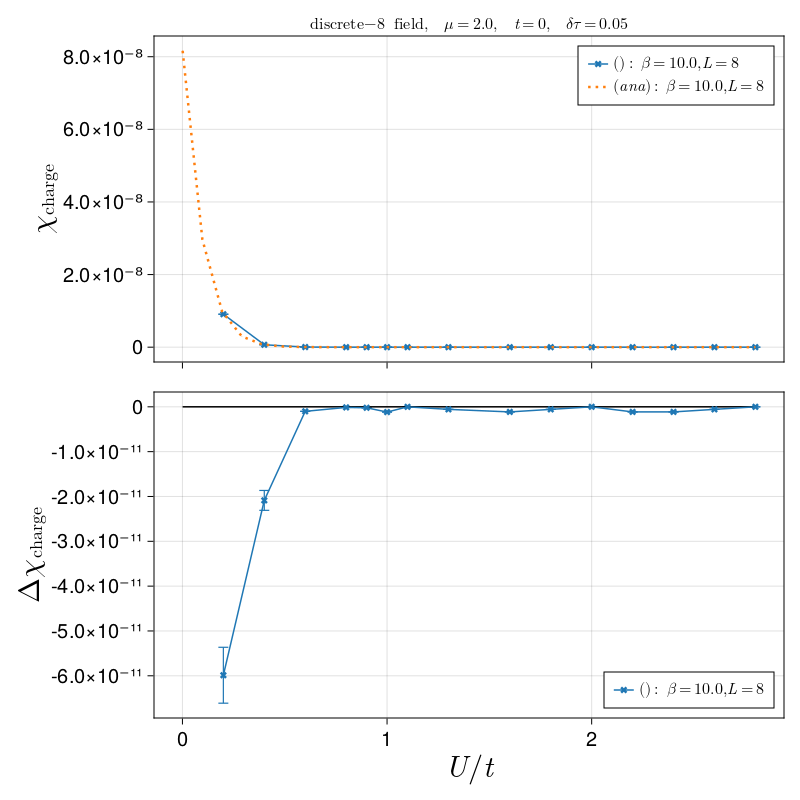 discrete−8 field, μ = 2.0, t = 0, δτ = 0.05
8.0×10⁻⁸
6.0×10⁻⁸
4.0×10⁻⁸
2.0×10⁻⁸
0
χcharge
() : β = 10.0,L = 8
(ana) : β = 10.0,L = 8
0
-1.0×10⁻¹¹
-2.0×10⁻¹¹
-3.0×10⁻¹¹
-4.0×10⁻¹¹
-5.0×10⁻¹¹
-6.0×10⁻¹¹
Δχcharge
() : β = 10.0,L = 8
0 1 2
U/t